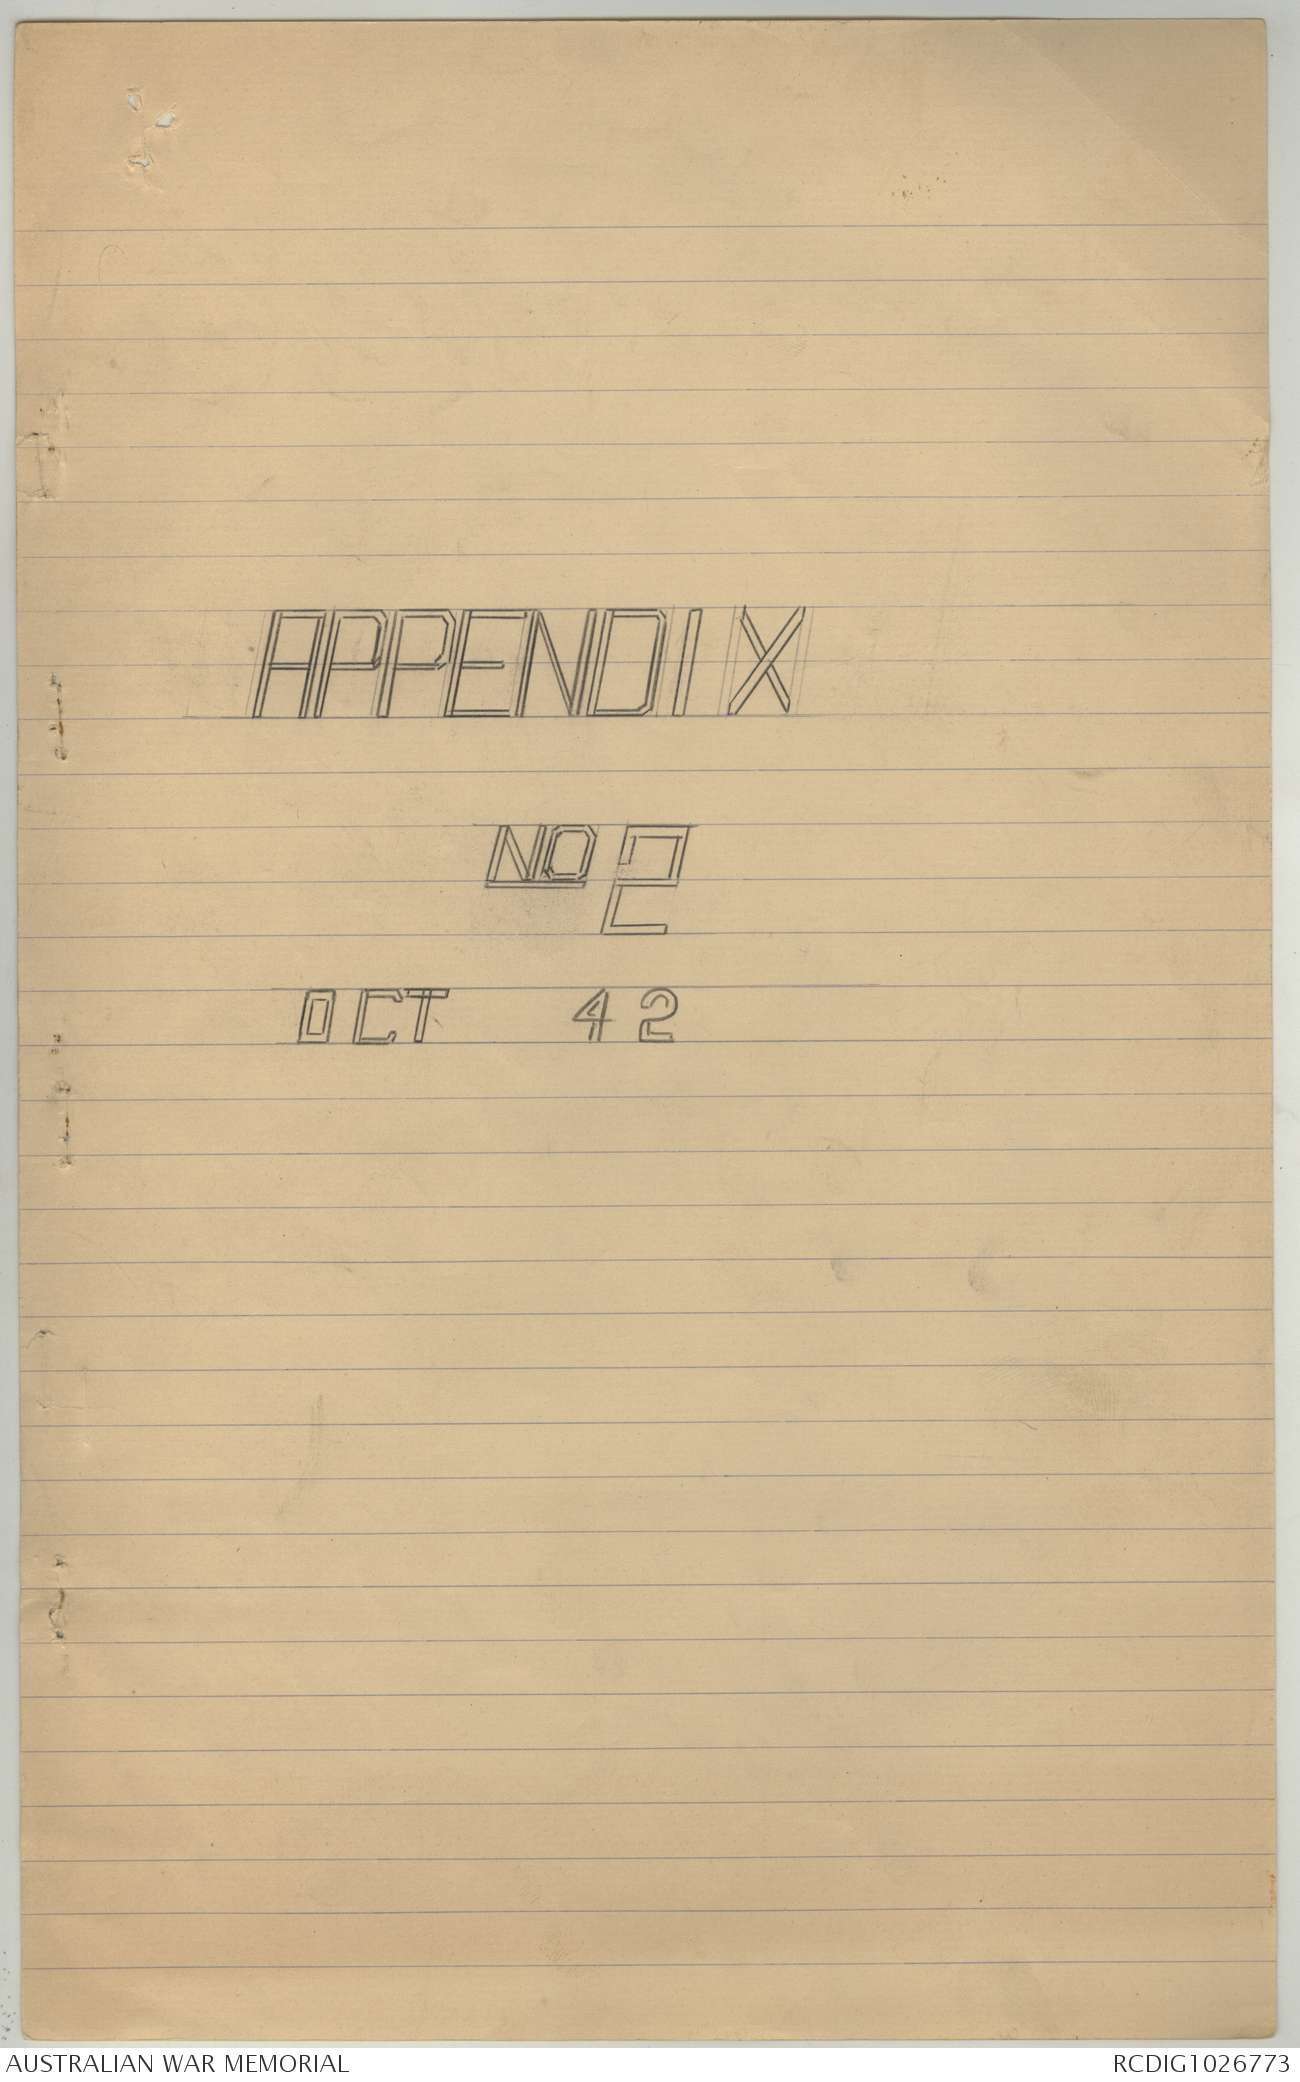 APPENDIX
NO 2
OCT 42
AUSTRALIAN WAR MEMORIAL
RCDIG1026773